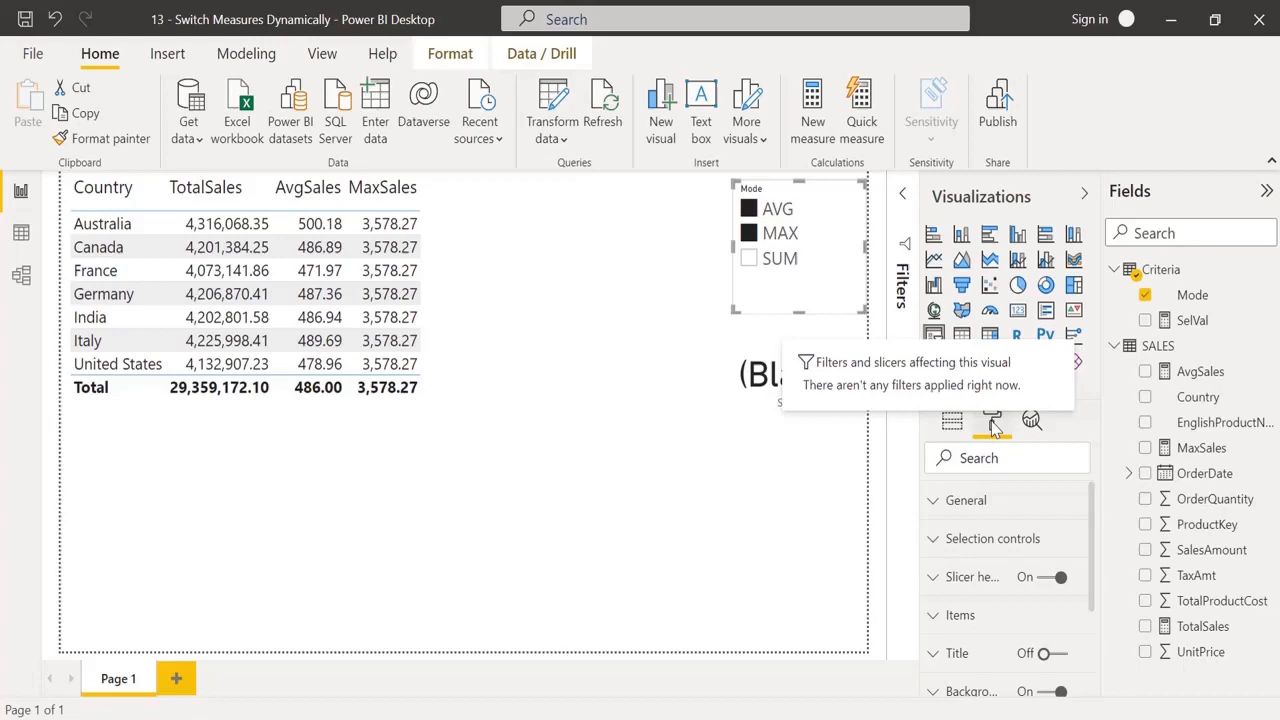 13 - Switch Measures Dynamically - Power BI Desktop
Search
Sign in
File
Home
Insert
Modeling
View
Help
Format
Data / Drill
Paste
Cut
Copy
Format painter
Clipboard
Get data
Excel workbook
Power BI datasets
SQL Server
Enter data
Dataverse
Recent sources
Data
Transform data
Refresh
Queries
New visual
Text box
More visuals
Insert
New measure
Quick measure
Calculations
Sensitivity
Sensitivity
Publish
Share
Country TotalSales AvgSales MaxSales
Australia 4,316,068.35 500.18 3,578.27
Canada 4,201,384.25 486.89 3,578.27
France 4,073,141.86 471.97 3,578.27
Germany 4,206,870.41 487.36 3,578.27
India 4,202,801.58 486.94 3,578.27
Italy 4,225,998.41 489.69 3,578.27
United States 4,132,907.23 478.96 3,578.27
Total 29,359,172.10 486.00 3,578.27
Mode
AVG
MAX
SUM
(Bl
Filters
Visualizations
R
Py
123
Filters and slicers affecting this visual
There aren't any filters applied right now.
Search
General
Selection controls
Slicer he... On
Items
Title Off
Backgro... On
Fields
Search
Criteria
Mode
SelVal
SALES
AvgSales
Country
EnglishProductN...
MaxSales
OrderDate
OrderQuantity
ProductKey
SalesAmount
TaxAmt
TotalProductCost
TotalSales
UnitPrice
Page 1
Page 1 of 1